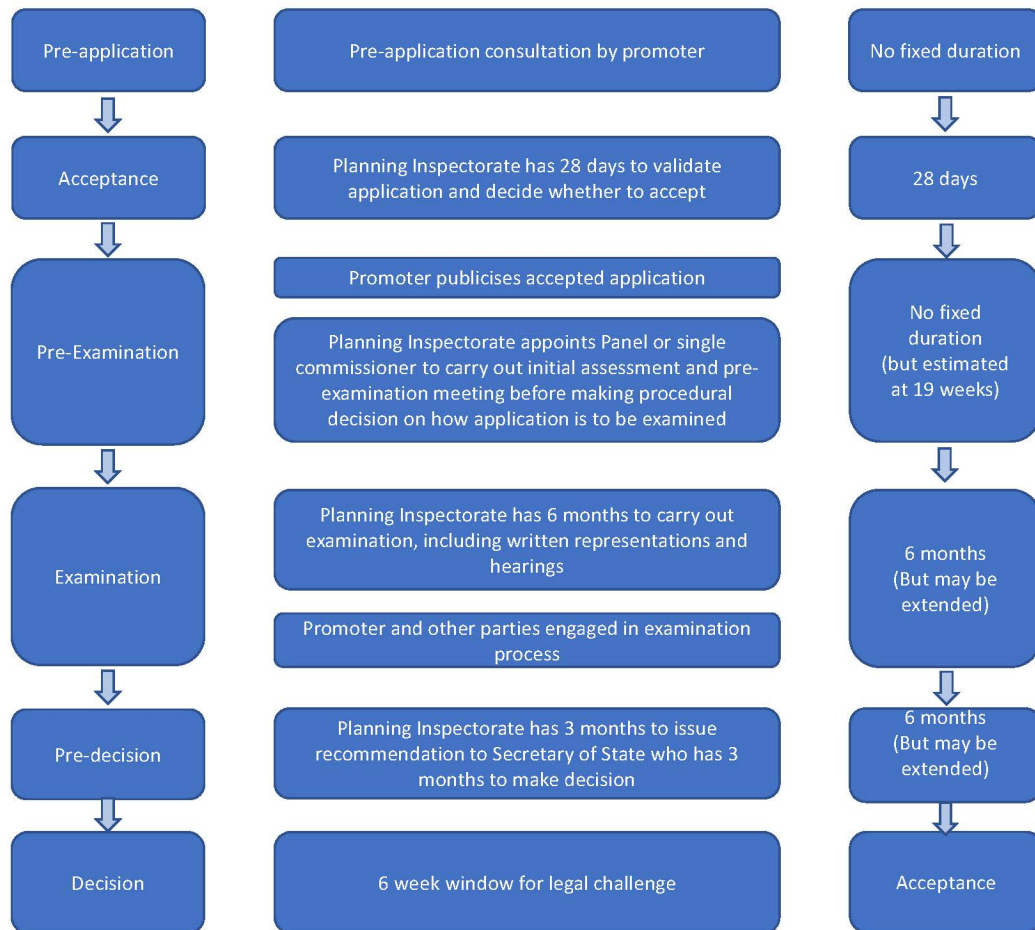 Pre-application
Pre-application consultation by promoter
No fixed duration
Acceptance
Planning Inspectorate has 28 days to validate
application and decide whether to accept
28 days
Pre-Examination
Promoter publicises accepted application
Planning Inspectorate appoints Panel or single
commissioner to carry out initial assessment and pre-
examination meeting before making procedural
decision on how application is to be examined
No fixed
duration
(but estimated
at 19 weeks)
Examination
Planning Inspectorate has 6 months to carry out
examination, including written representations and
hearings
Promoter and other parties engaged in examination
process
6 months
(But may be
extended)
Pre-decision
Planning Inspectorate has 3 months to issue
recommendation to Secretary of State who has 3
months to make decision
6 months
(But may be
extended)
Decision
6 week window for legal challenge
Acceptance